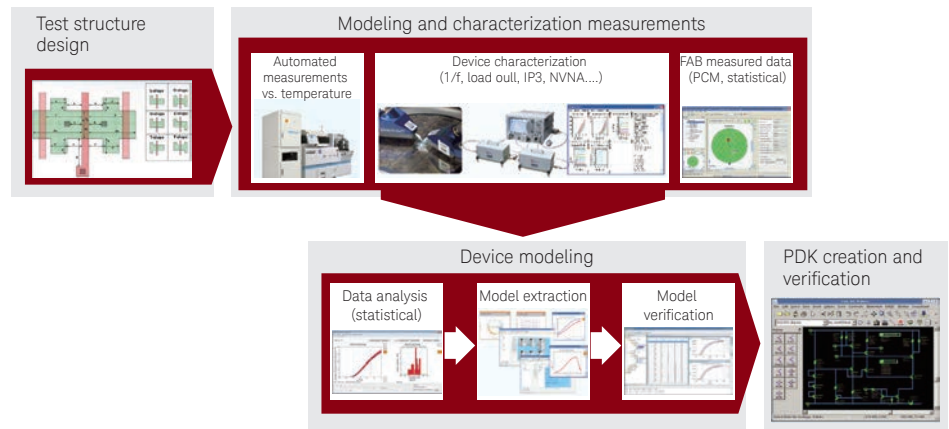 Test structure
design
Modeling and characterization measurements
Automated
measurements
vs. temperature
Device characterization
(1/f, load oull, IP3, NVNA....)
FAB measured data
(PCM, statistical)
Device modeling
Data analysis
(statistical)
Model extraction
Model
verification
PDK creation and
verification